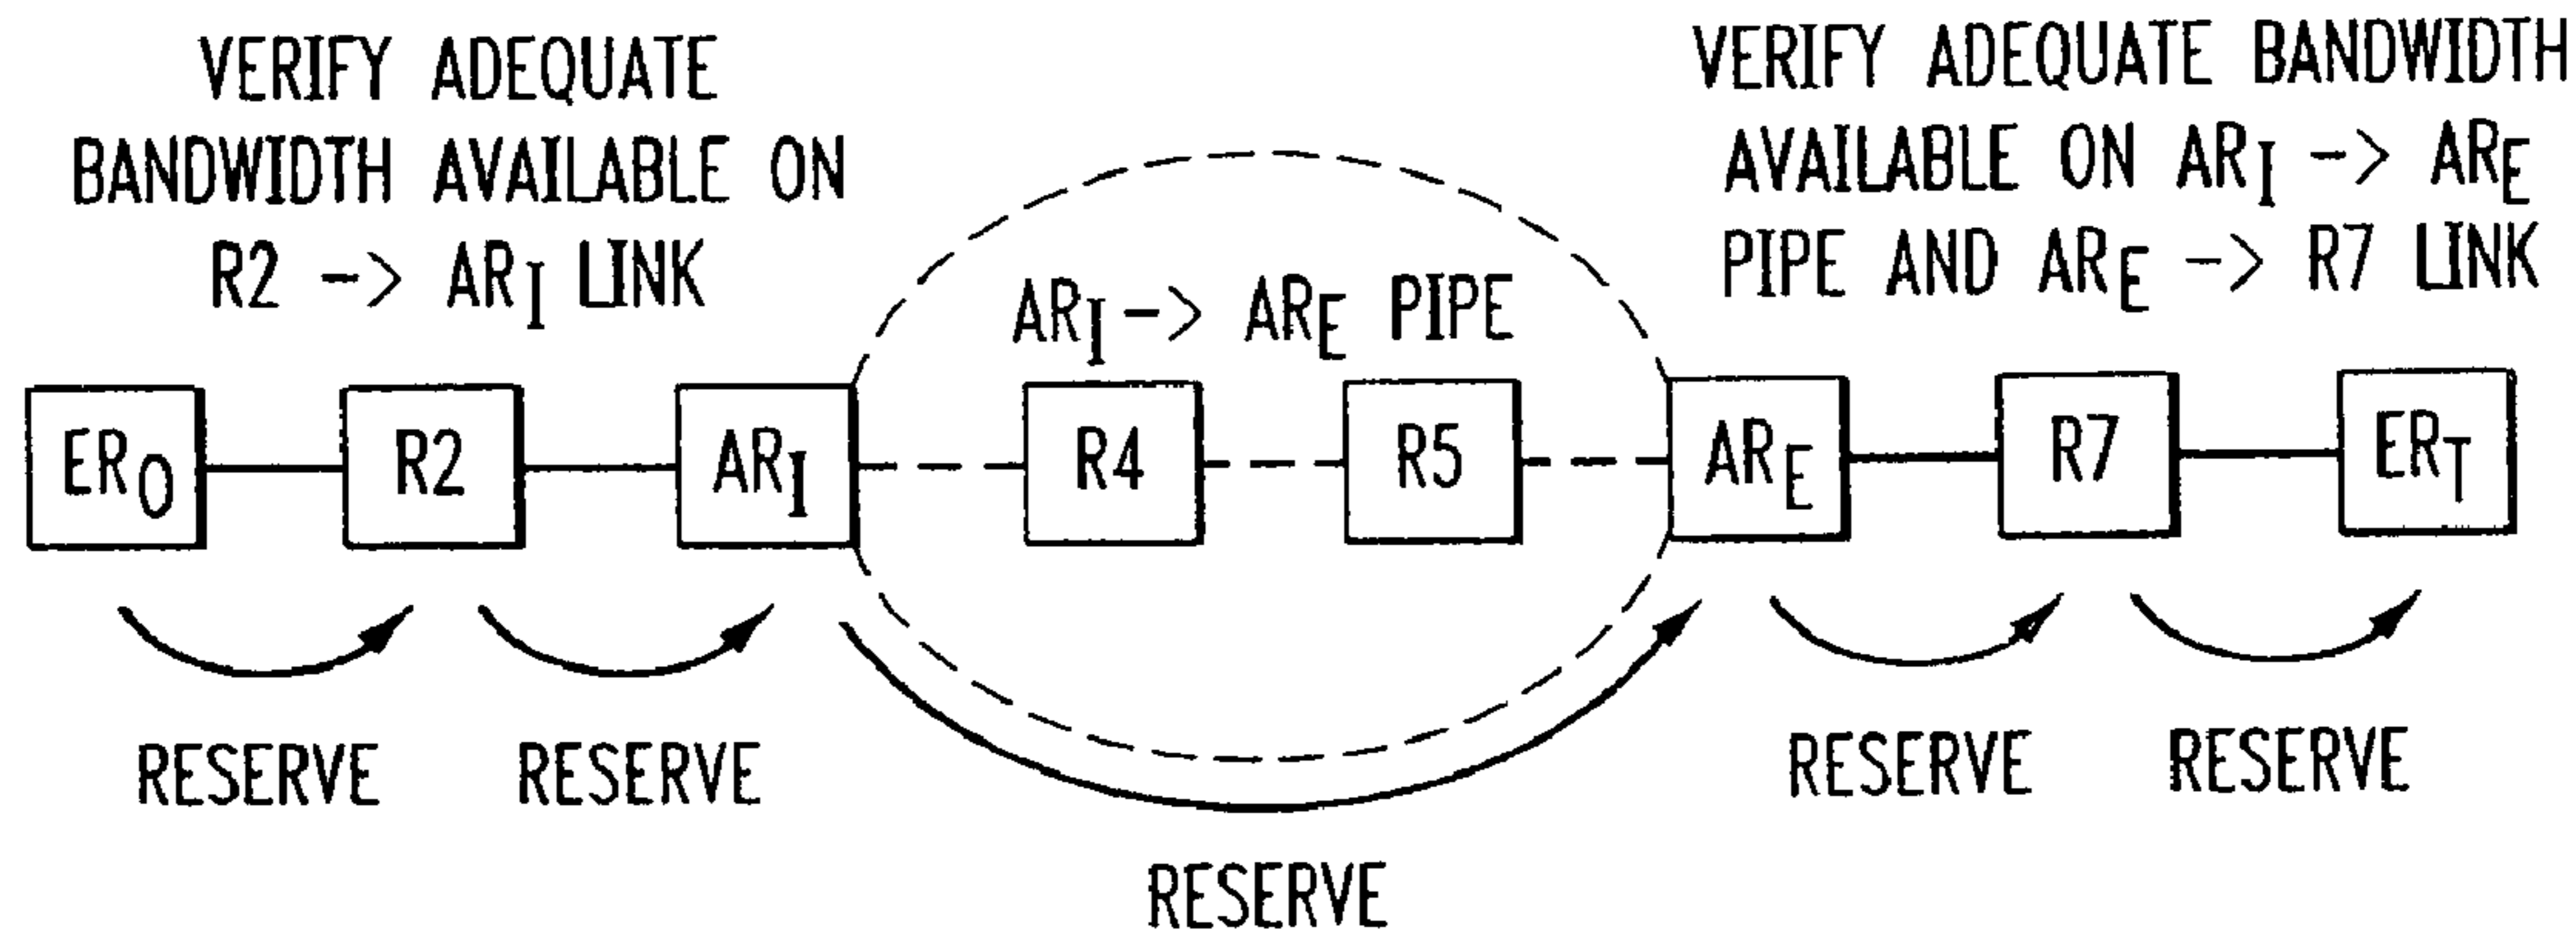 VERIFY ADEQUATE
BANDWIDTH AVAILABLE ON
R2 -> ARI LINK
VERIFY ADEQUATE BANDWIDTH
AVAILABLE ON ARI -> ARE
PIPE AND ARE -> R7 LINK
ARI -> ARE PIPE
ERO
R2
ARI
R4
R5
ARE
R7
ERT
RESERVE
RESERVE
RESERVE
RESERVE
RESERVE